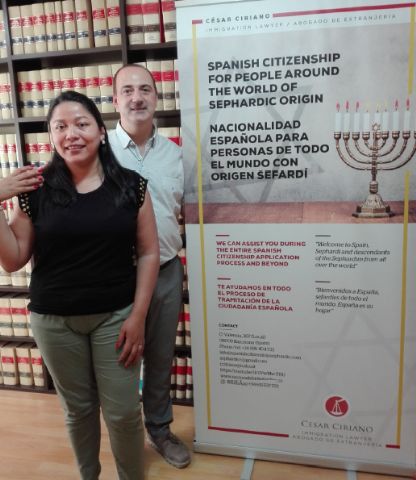 CÉSAR CIRIANO
IMMIGRATION LAWYER / ABOGADO DE EXTRANJERIA
SPANISH CITIZENSHIP
FOR PEOPLE AROUND
THE WORLD OF
SEPHARDIC ORIGIN
NACIONALIDAD
ESPAÑOLA PARA
PERSONAS DE TODO
EL MUNDO CON
ORIGEN SEFARDÍ
WE CAN ASSIST YOU DURING
THE ENTIRE SPANISH
CITIZENSHIP APPLICATION
PROCESS AND BEYOND
"Welcome to Spain,
Sephardi and descendants
of the Sephardim from all
over the world"
TE AYUDAMOS EN TODO
EL PROCESO DE
TRAMITACIÓN DE LA
CIUDADANÍA ESPAÑOLA
"Bienvenidos a España,
sefardíes de todo el
mundo. España es su
hogar"
CONTACT
CESAR CIRIANO
IMMIGRATION LAWYER
ABOGADO DE EXTRANJERÍA